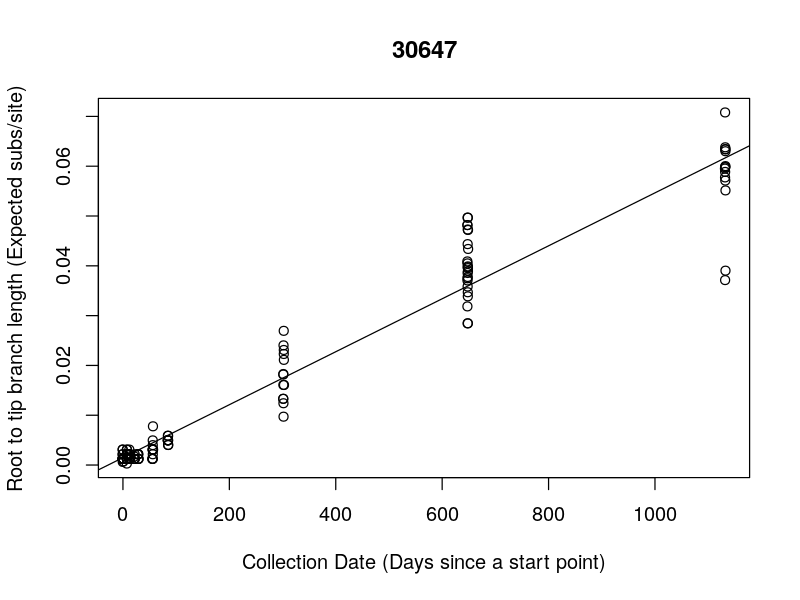 30647
Root to tip branch length (Expected subs/site)
0.06
0.04
0.02
0.00
0 200 400 600 800 1000
Collection Date (Days since a start point)